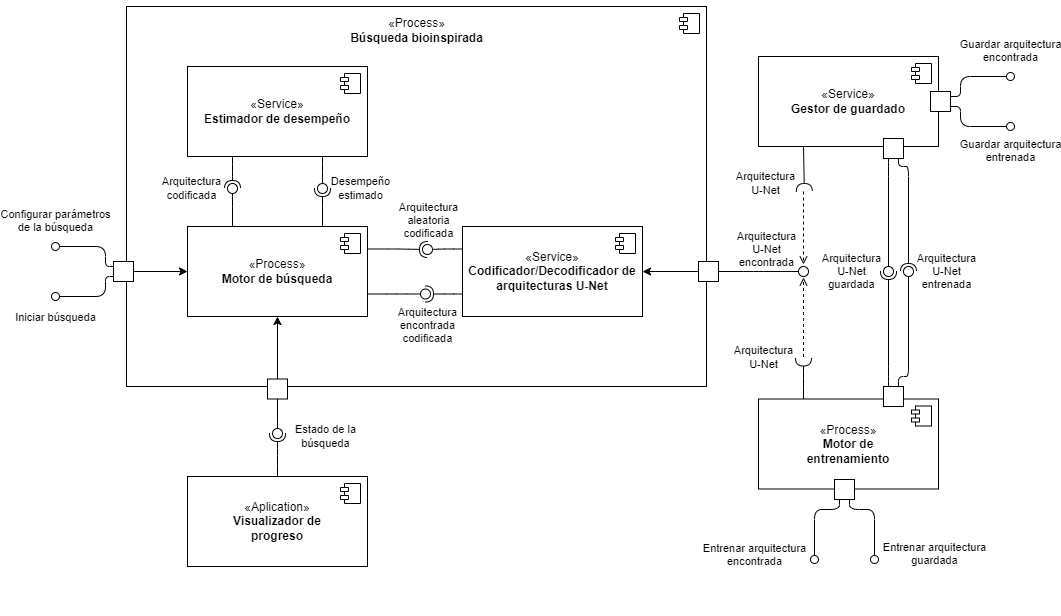 «Process»
Búsqueda bioinspirada
«Service»
Estimador de desempeño
Arquitectura
codificada
Desempeño
estimado
Configurar parámetros
de la búsqueda
Iniciar búsqueda
«Process»
Motor de búsqueda
Arquitectura
aleatoria
codificada
Arquitectura
encontrada
codificada
«Service»
Codificador/Decodificador de
arquitecturas U-Net
Estado de la
búsqueda
«Aplication»
Visualizador de
progreso
«Service»
Gestor de guardado
Guardar arquitectura
encontrada
Guardar arquitectura
entrenada
Arquitectura
U-Net
Arquitectura
U-Net
encontrada
Arquitectura
U-Net
guardada
Arquitectura
U-Net
entrenada
Arquitectura
U-Net
«Process»
Motor de
entrenamiento
Entrenar arquitectura
encontrada
Entrenar arquitectura
guardada